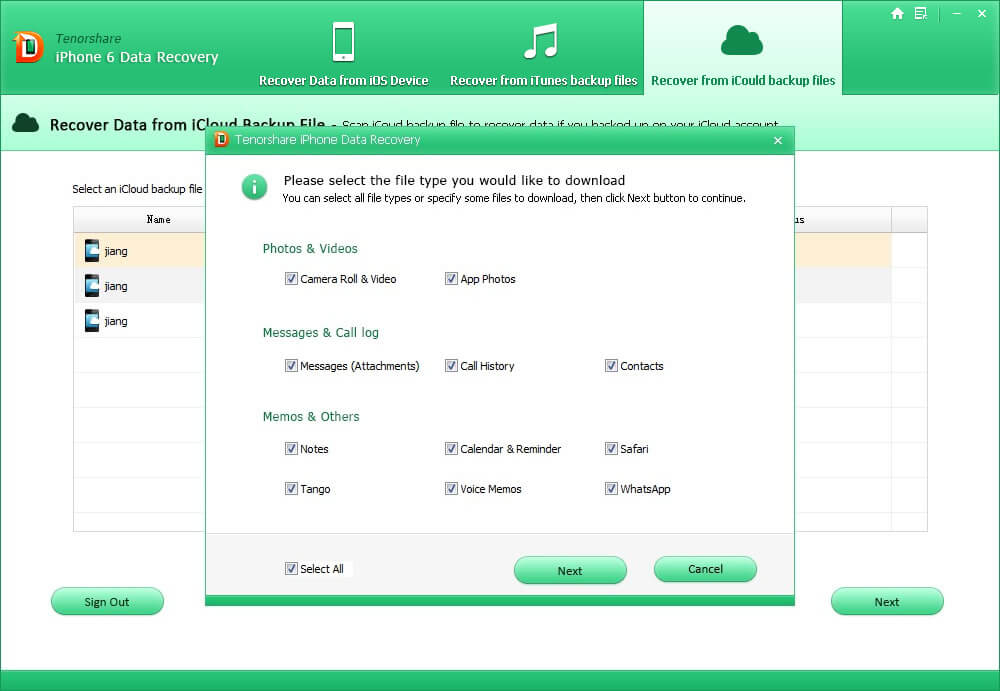 Tenorshare
iPhone 6 Data Recovery
Recover Data from iOS Device
Recover from iTunes backup files
Recover from iCould backup files
Recover Data from iCloud Backup File - Scan iCoud backup file to recover data if you backed up on your iCloud account.
Tenorshare iPhone Data Recovery
Please select the file type you would like to download
You can select all file types or specify some files to download, then click Next button to continue.
Select an iCloud backup file
Name
us
jiang
jiang
jiang
Photos & Videos
Camera Roll & Video
App Photos
Messages & Call log
Messages (Attachments)
Call History
Contacts
Memos & Others
Notes
Calendar & Reminder
Safari
Tango
Voice Memos
WhatsApp
Select All
Next
Cancel
Sign Out
Next